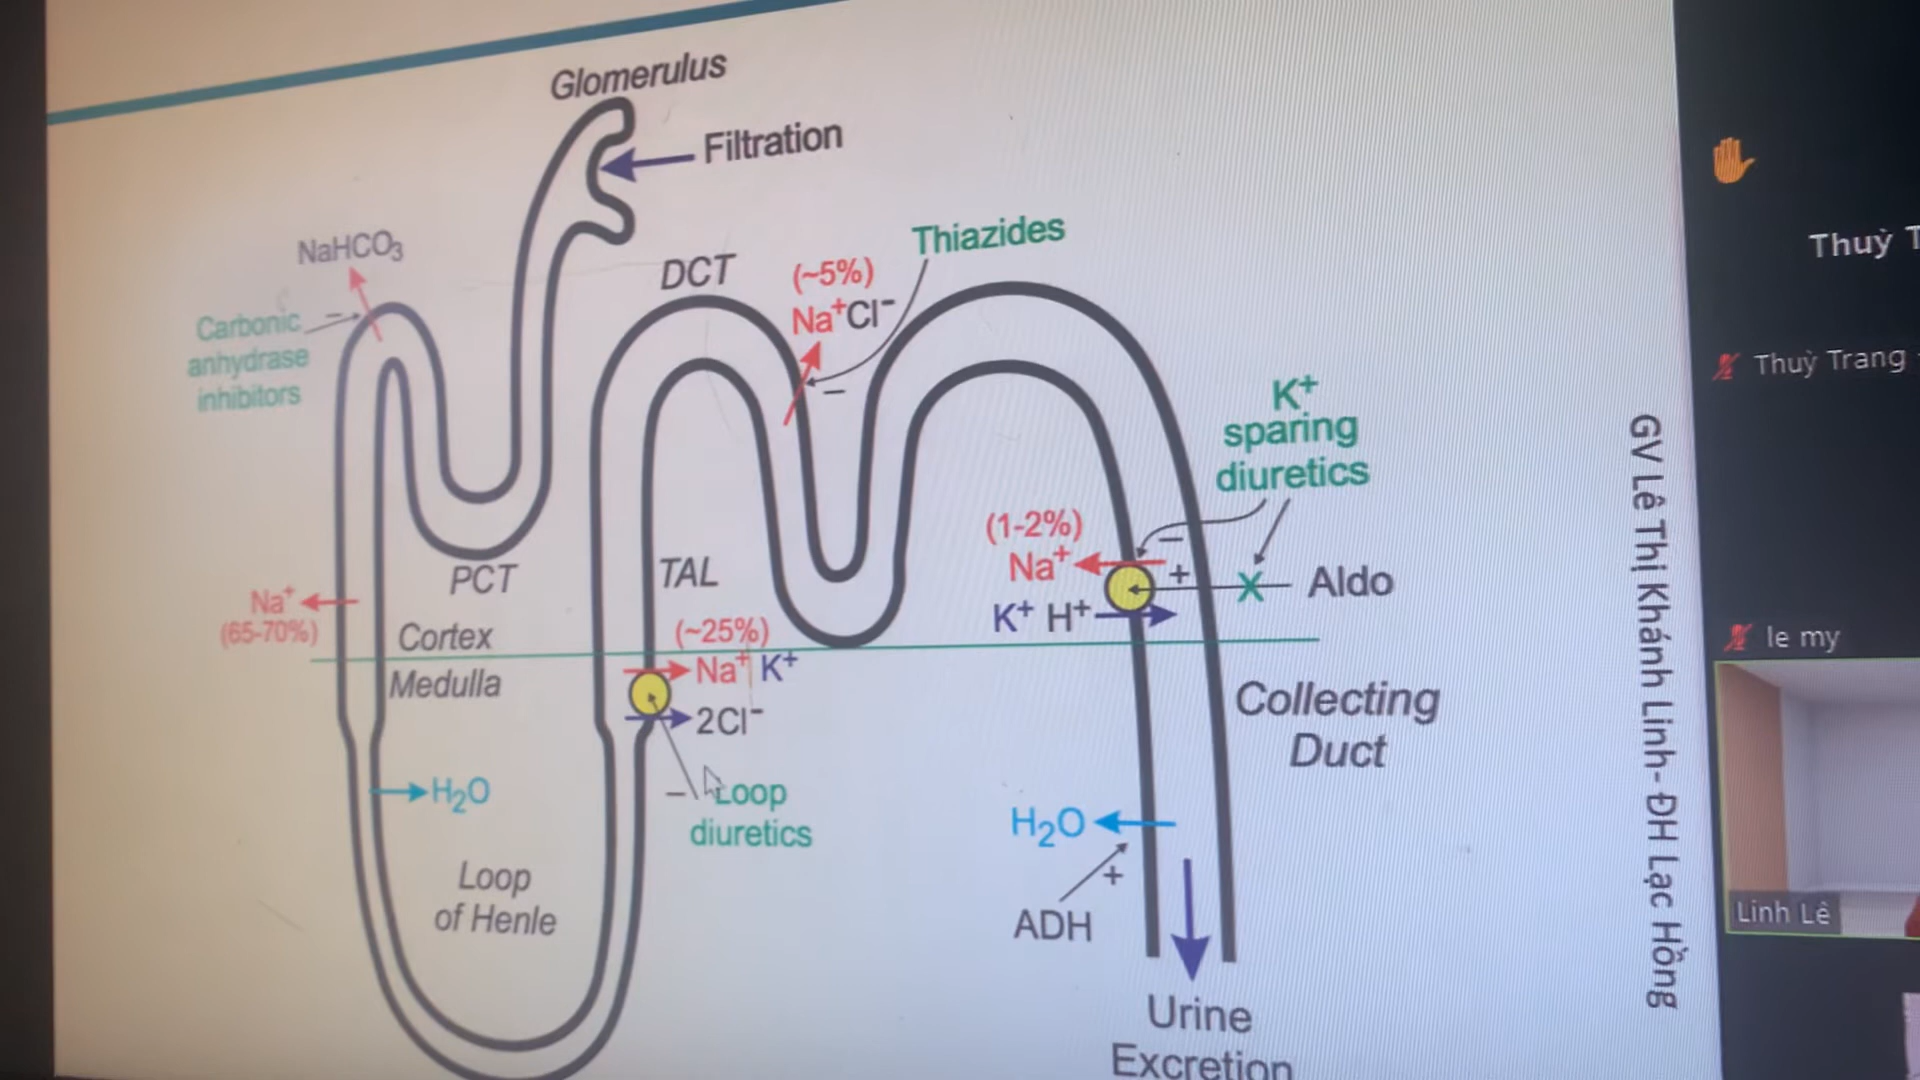 Glomerulus
Filtration
NaHCO3
Carbonic
anhydrase
inhibitors
DCT
(~5%)
Na+Cl−
Thiazides
K+
sparing
diuretics
(1-2%)
Na+
K+ H+
−
+
Aldo
PCT
TAL
Na+
(65-70%)
Cortex
Medulla
(~25%)
Na+ K+
2Cl−
−
Loop
diuretics
H2O
Loop
of Henle
Collecting
Duct
H2O
+
ADH
Urine
Excretion
GV Lê Thị Khánh Linh- ĐH Lạc Hồng
Thuỳ T
Thuỳ Trang
le my
Linh Lê
−
−
X